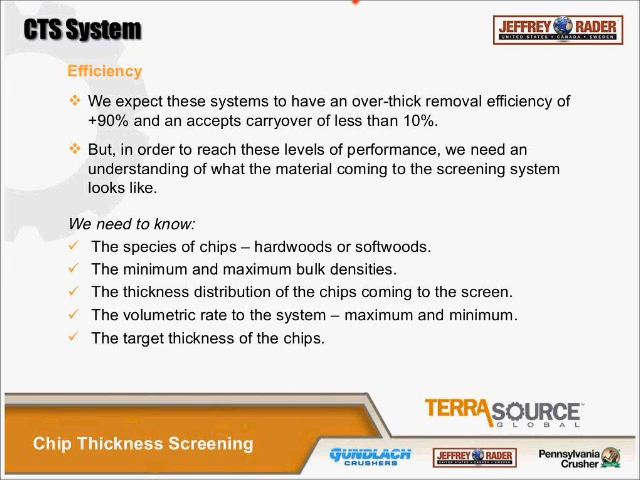 CTS System
JEFFREY RADER
UNITED STATES • CANADA • SWEDEN
Efficiency
We expect these systems to have an over-thick removal efficiency of
+90% and an accepts carryover of less than 10%.
But, in order to reach these levels of performance, we need an
understanding of what the material coming to the screening system
looks like.
We need to know:
The species of chips – hardwoods or softwoods.
The minimum and maximum bulk densities.
The thickness distribution of the chips coming to the screen.
The volumetric rate to the system – maximum and minimum.
The target thickness of the chips.
TERRASOURCE™
GLOBAL
Chip Thickness Screening
GUNDLACH
CRUSHERS
JEFFREY RADER
UNITED STATES • CANADA • SWEDEN
Pennsylvania
Crusher